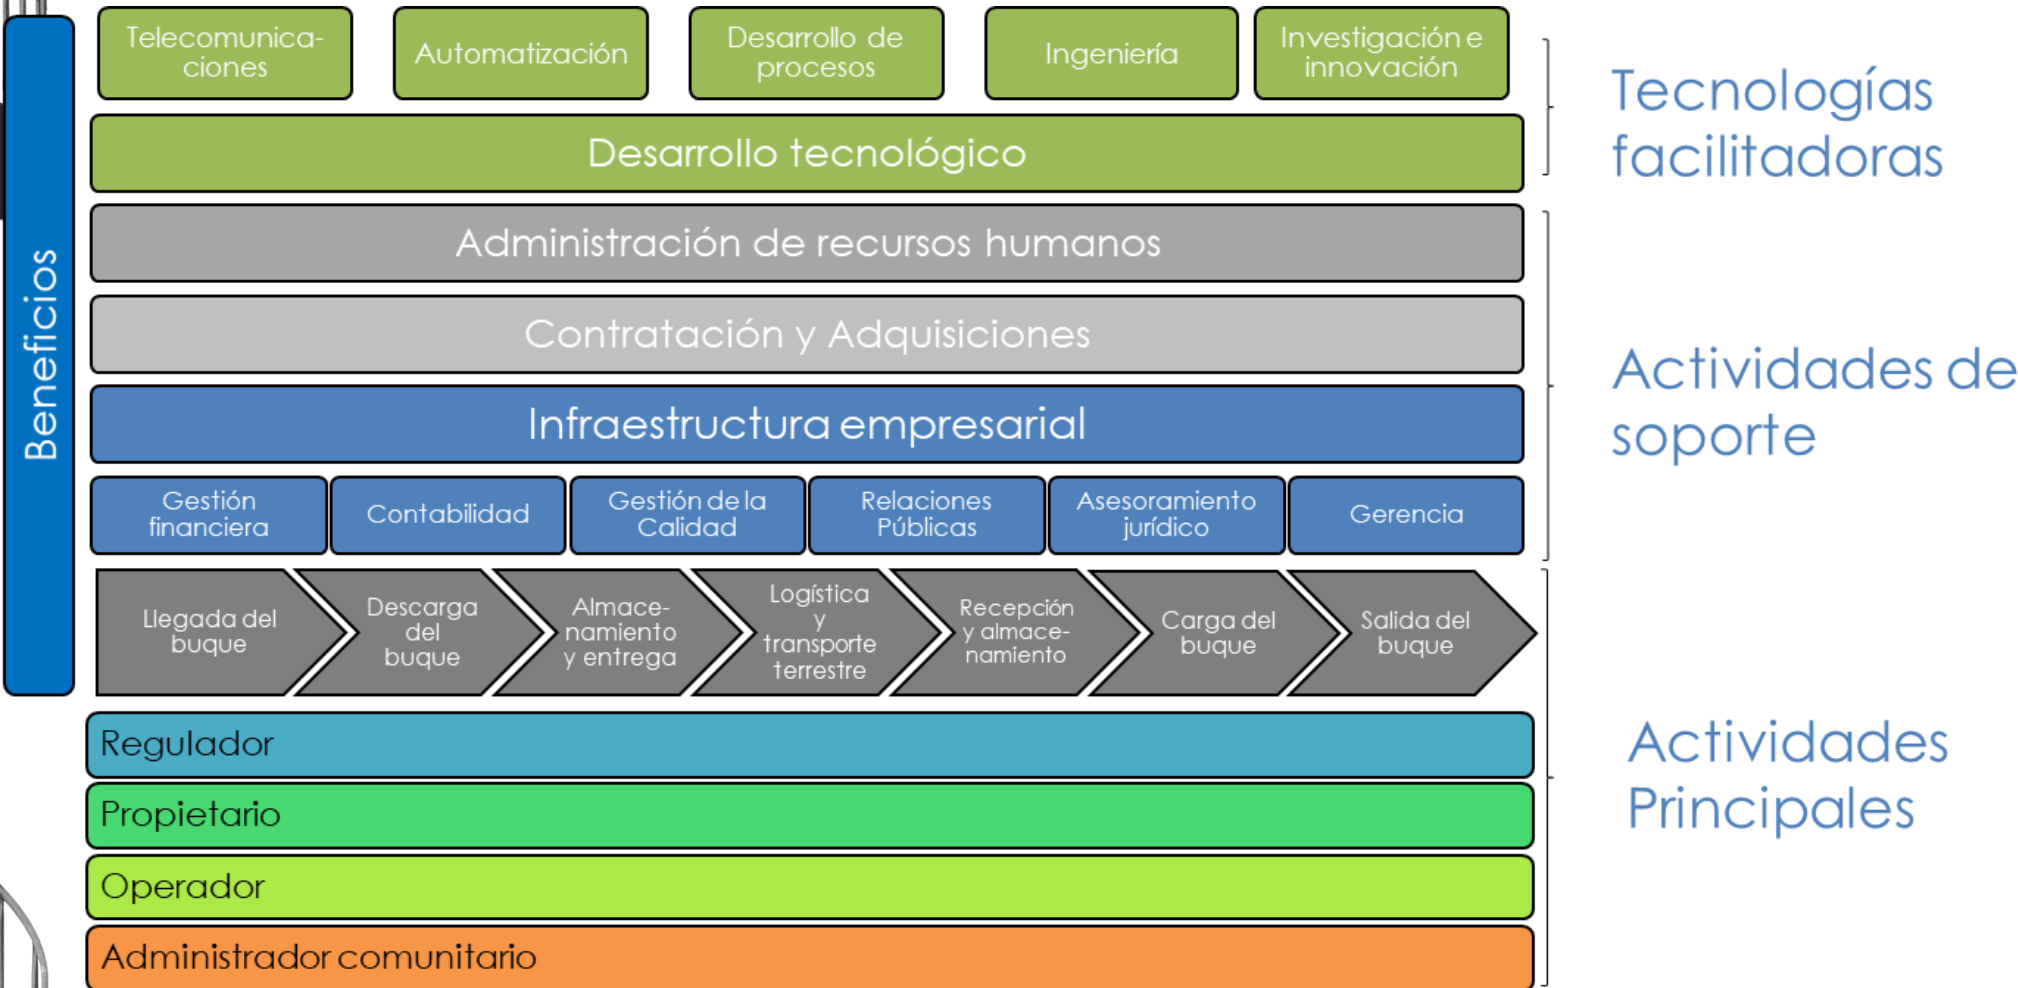 Beneficios
Telecomunica-
ciones
Automatización
Desarrollo de
procesos
Ingeniería
Investigación e
innovación
Desarrollo tecnológico
Tecnologías
facilitadoras
Administración de recursos humanos
Contratación y Adquisiciones
Infraestructura empresarial
Gestión
financiera
Contabilidad
Gestión de la
Calidad
Relaciones
Públicas
Asesoramiento
jurídico
Gerencia
Actividades de
soporte
Llegada del
buque
Descarga
del
buque
Almace-
namiento
y entrega
Logística
y
transporte
terrestre
Recepción
y almace-
namiento
Carga del
buque
Salida del
buque
Regulador
Propietario
Operador
Administrador comunitario
Actividades
Principales